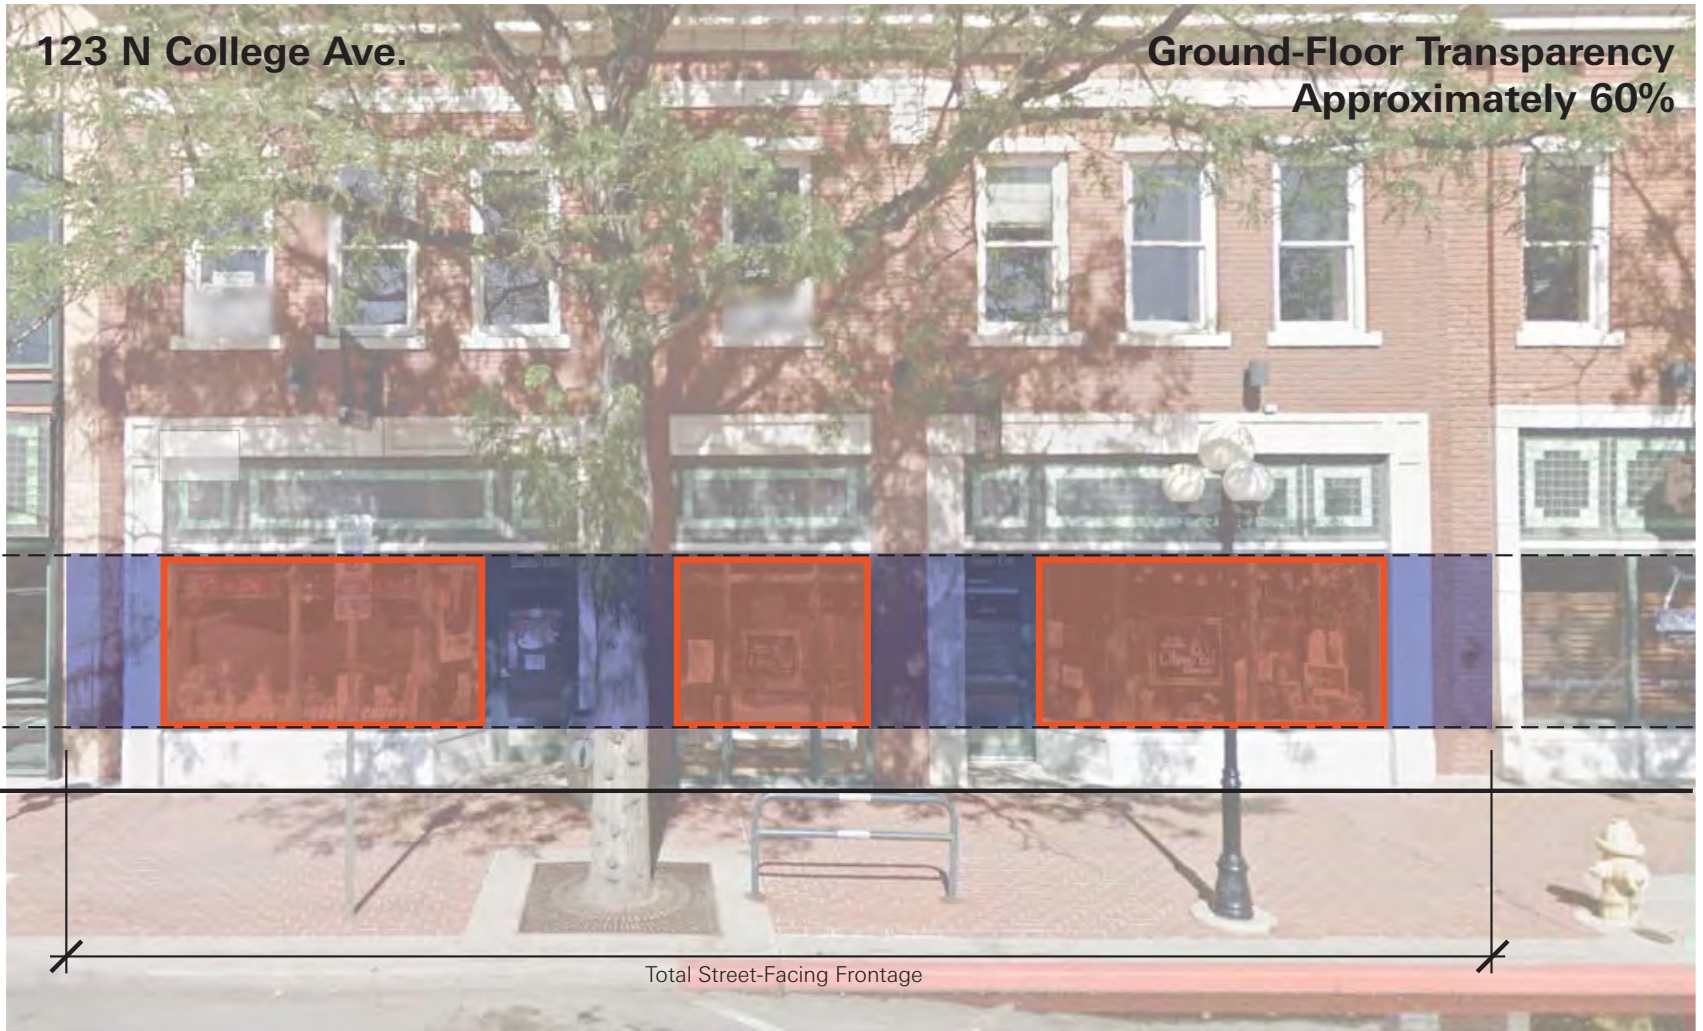 123 N College Ave.
Ground-Floor Transparency
Approximately 60%
Total Street-Facing Frontage